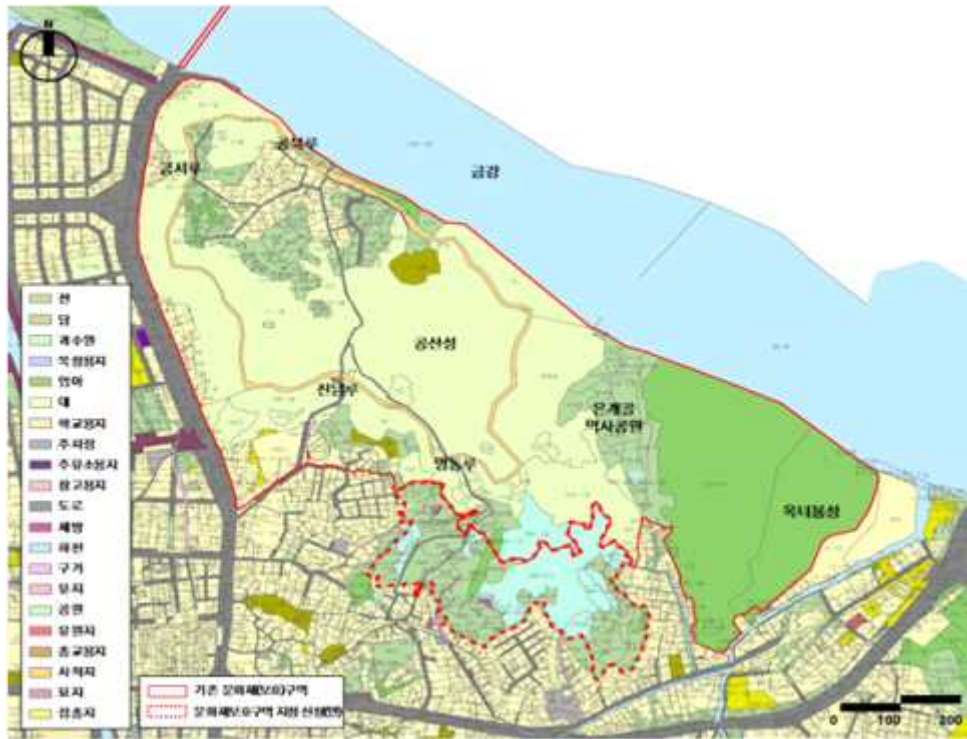 N
공북루
공서루
금강
공산성
진남루
은개골
역사공원
영동루
옥녀봉성
전
답
과수원
목장용지
임야
대
학교용지
주차장
주유소용지
창고용지
도로
제방
하천
구거
유지
공원
유원지
종교용지
사적지
묘지
잡종지
기존 문화재(보호)구역
문화재보호구역 지정 신청(안)
0 100 200